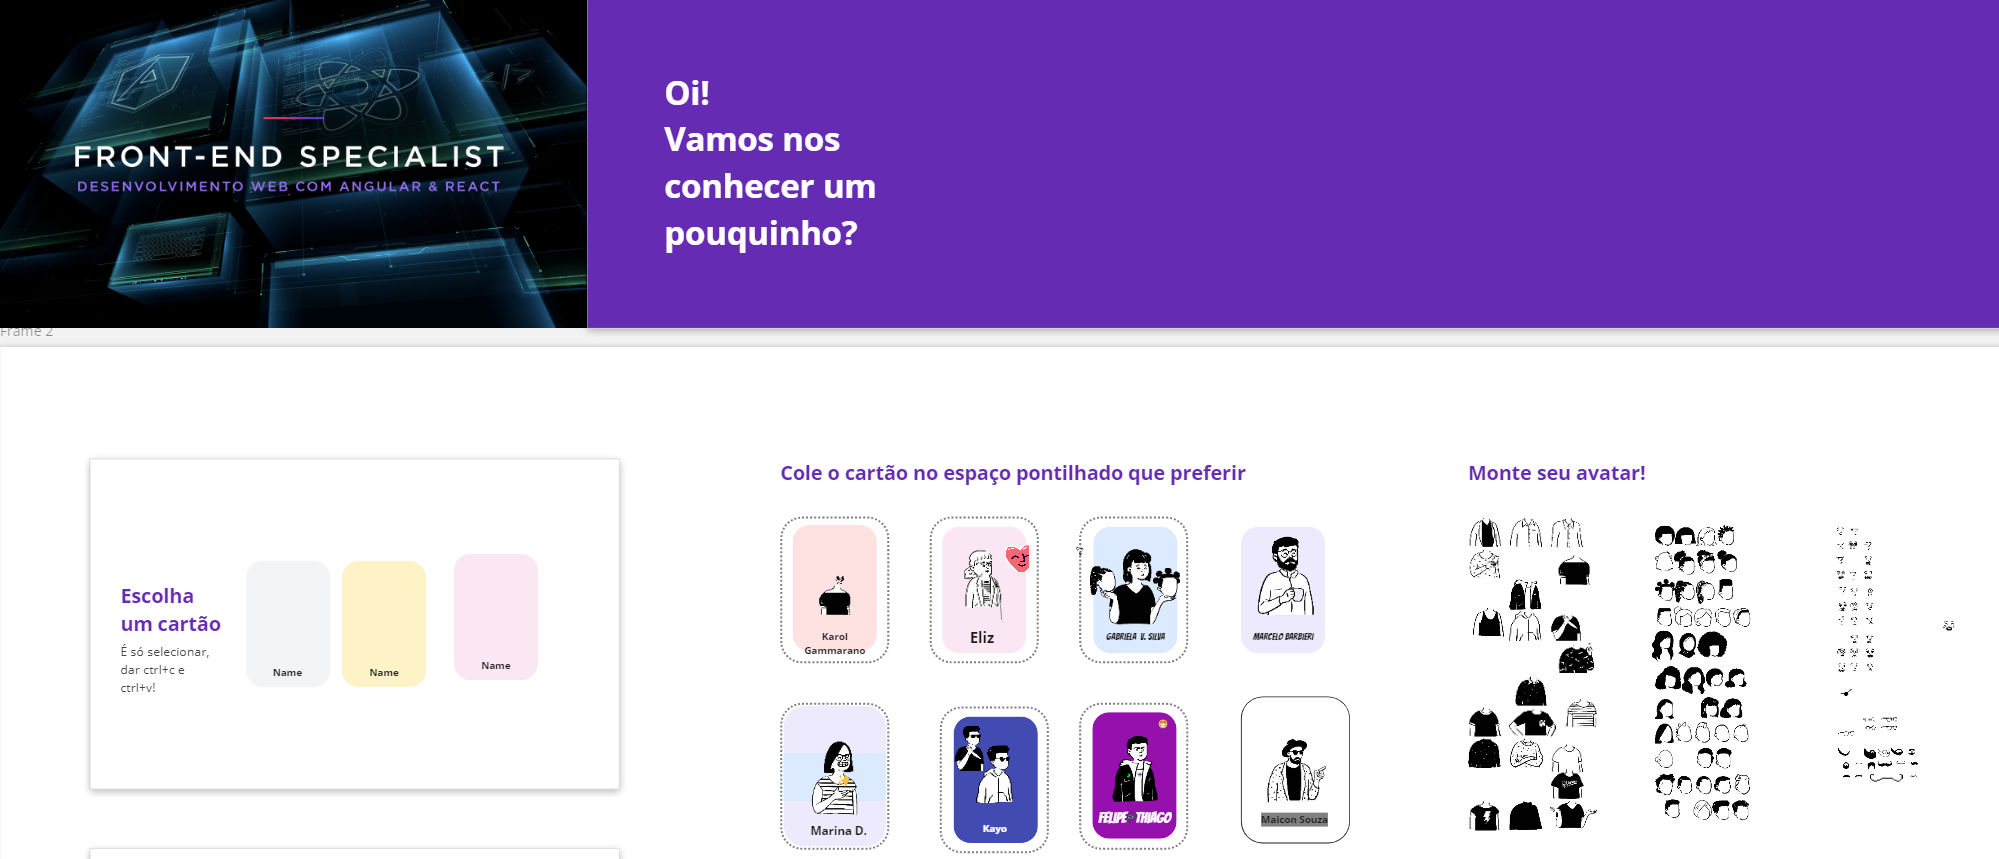 FRONT-END SPECIALIST
DESENVOLVIMENTO WEB COM ANGULAR & REACT
Oi!
Vamos nos
conhecer um
pouquinho?
Frame 2
Escolha
um cartão
É só selecionar,
dar ctrl+c e
ctrl+v!
Name
Name
Name
Cole o cartão no espaço pontilhado que preferir
Karol
Gammarano
Eliz
GABRIELA V. SILVA
MARCELO BARBIERI
Marina D.
Kayo
FELIPE THIAGO
Maicon Souza
Monte seu avatar!